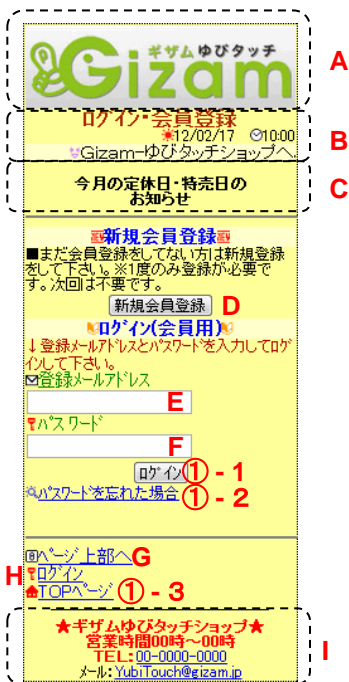 ギザムゆびタッチ
Gizam A
ログイン・会員登録
12/02/17 10:00 B
Gizam-ゆびタッチショップへ
C
今月の定休日・特売日の
お知らせ
新規会員登録
■まだ会員登録をしてない方は新規登録
をして下さい。※1度のみ登録が必要で
す。次回は不要です。
新規会員登録 D
ログイン(会員用)
↓登録メールアドレスとパスワードを入力してログ
インして下さい。
登録メールアドレス
E
パスワード
F
ログイン ①-1
パスワードを忘れた場合 ①-2
0ページ上部へ G
H ログイン
TOPページ ①-3
★ギザムゆびタッチショップ★
営業時間00時~00時
TEL:00-0000-0000 I
メール:YubiTouch@gizam.jp